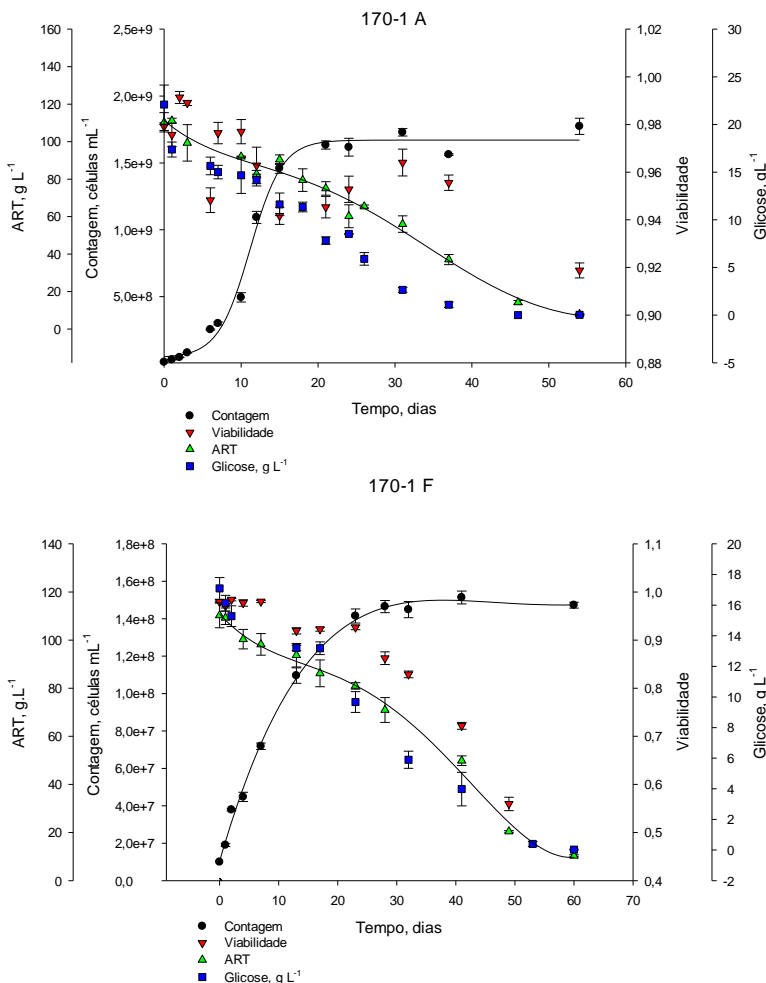 170-1 A
ART, g L-1
160
140
120
100
80
60
40
20
0
Contagem, células mL-1
2,5e+9
2,0e+9
1,5e+9
1,0e+9
5,0e+8
Viabilidade
1,02
1,00
0,98
0,96
0,94
0,92
0,90
0,88
Glicose, gL-1
30
25
20
15
10
5
0
-5
0 10 20 30 40 50 60
Tempo, dias
Contagem
Viabilidade
ART
Glicose, g L-1
170-1 F
ART, g.L-1
140
120
100
80
60
40
20
0
Contagem, células mL-1
1,8e+8
1,6e+8
1,4e+8
1,2e+8
1,0e+8
8,0e+7
6,0e+7
4,0e+7
2,0e+7
0,0
Viabilidade
1,1
1,0
0,9
0,8
0,7
0,6
0,5
0,4
Glicose, g L-1
20
18
16
14
12
10
8
6
4
2
0
-2
0 10 20 30 40 50 60 70
Tempo, dias
Contagem
Viabilidade
ART
Glicose, g L-1